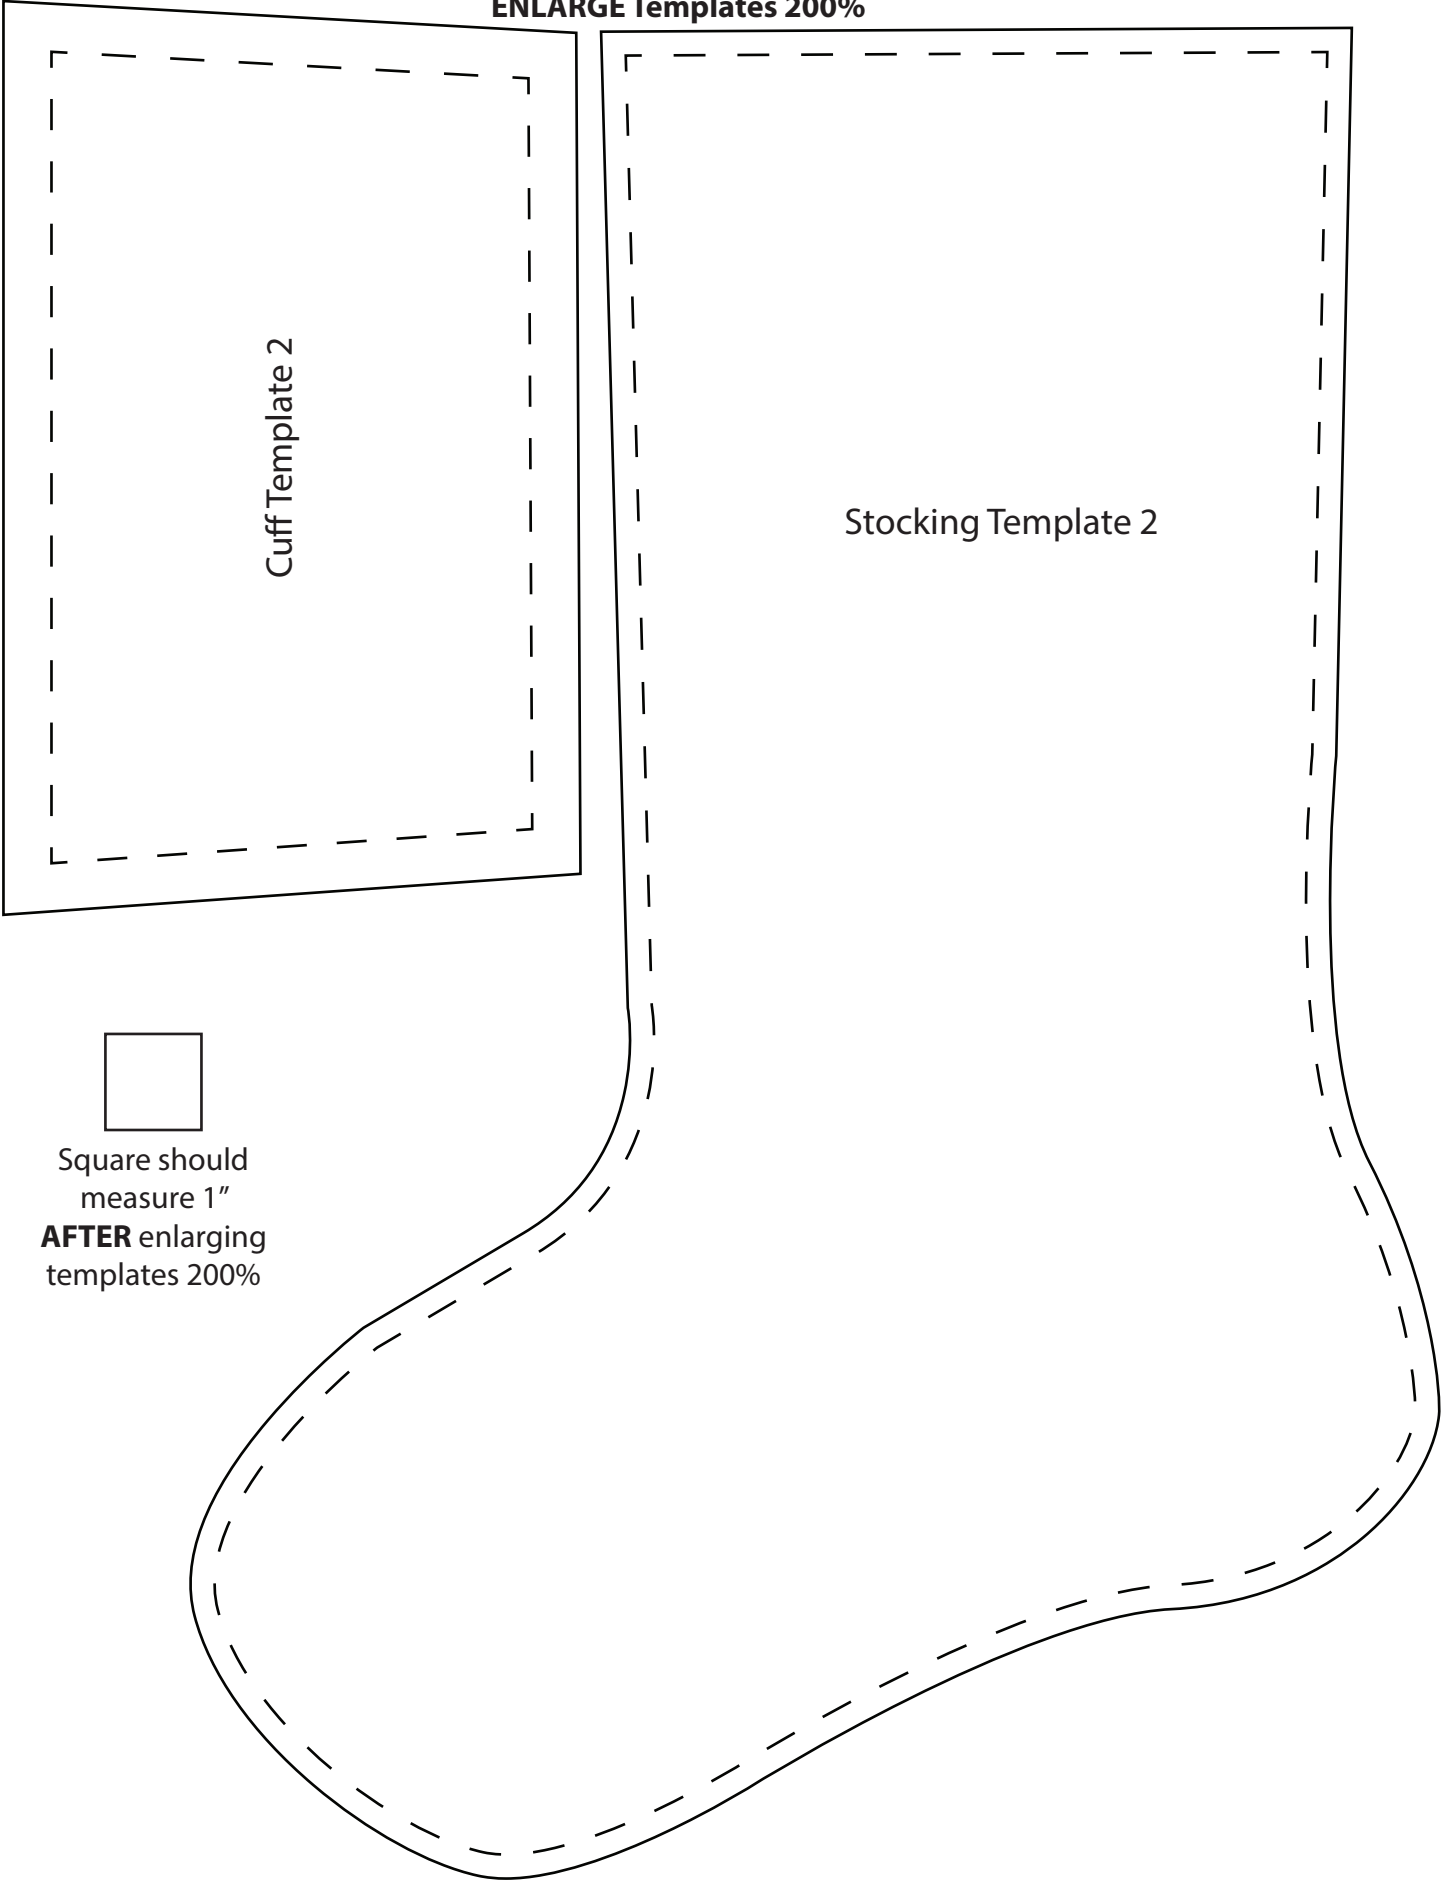 ENLARGE Templates 200%
Cuff Template 2
Stocking Template 2
Square should
measure 1”
AFTER enlarging
templates 200%